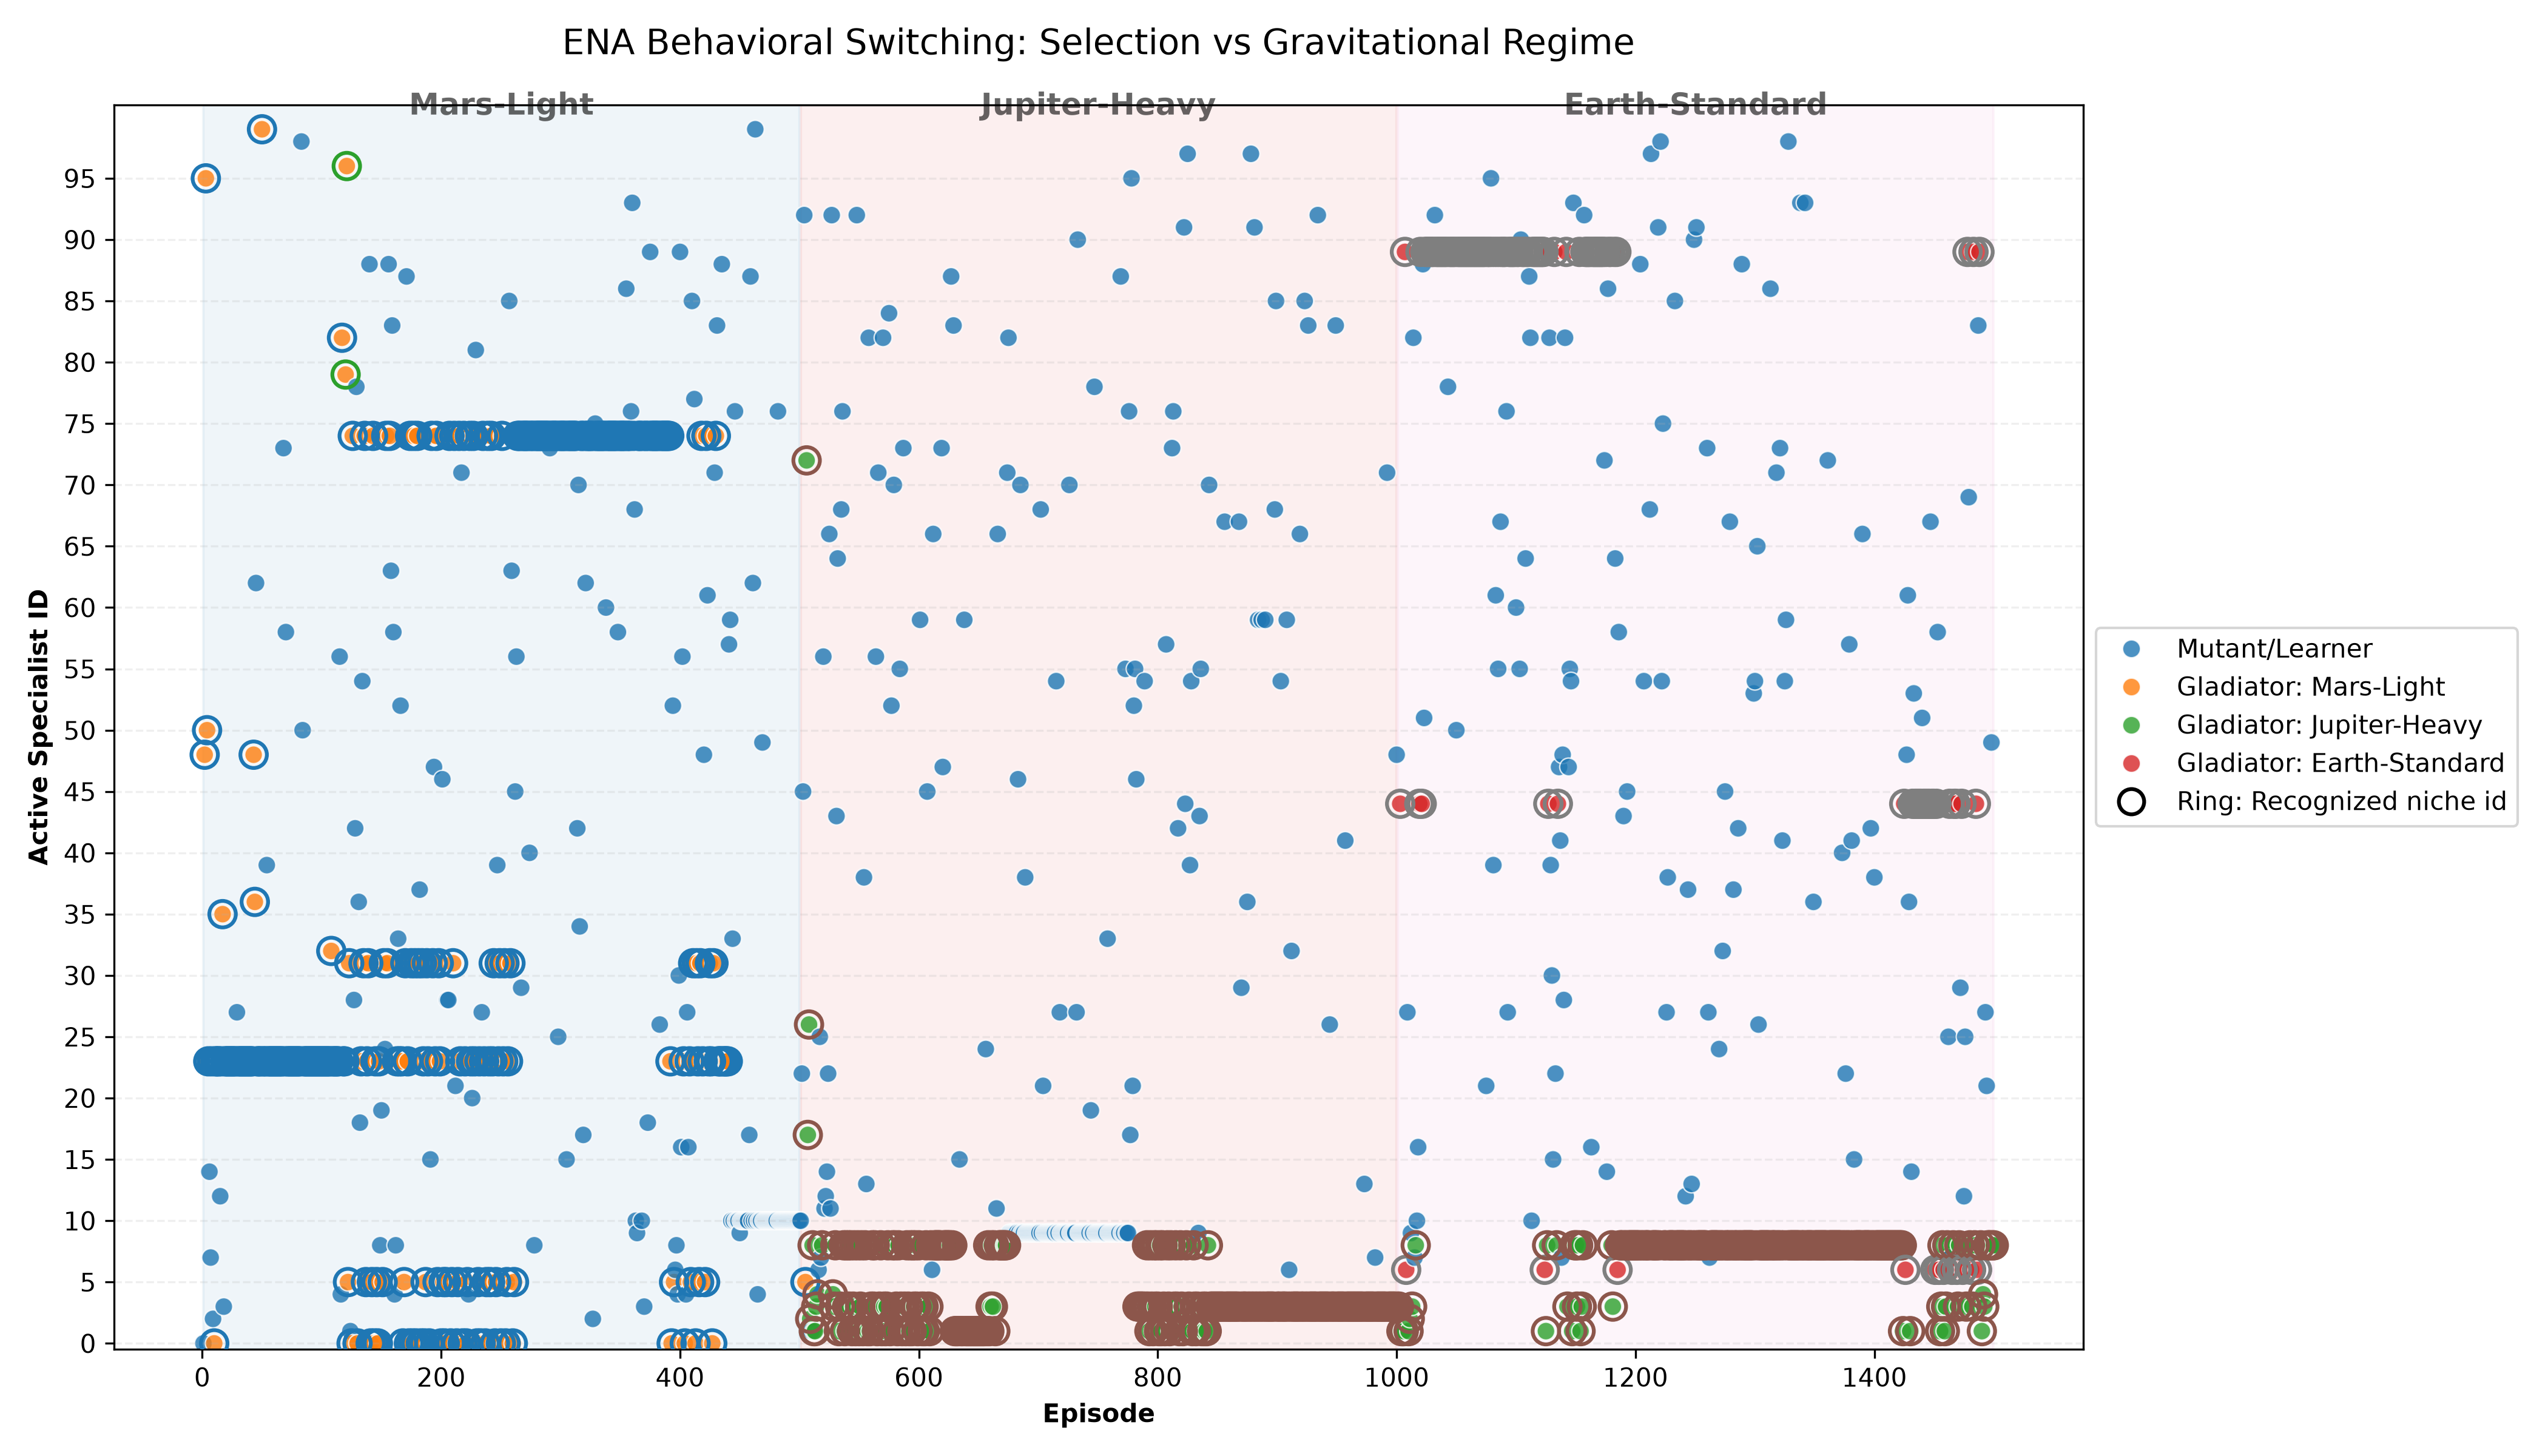 ENA Behavioral Switching: Selection vs Gravitational Regime
Mars-Light
Jupiter-Heavy
Earth-Standard
95
90
85
80
75
70
65
60
55
50
45
40
35
30
25
20
15
10
5
0
Active Specialist ID
0
200
400
600
800
1000
1200
1400
Episode
Mutant/Learner
Gladiator: Mars-Light
Gladiator: Jupiter-Heavy
Gladiator: Earth-Standard
Ring: Recognized niche id